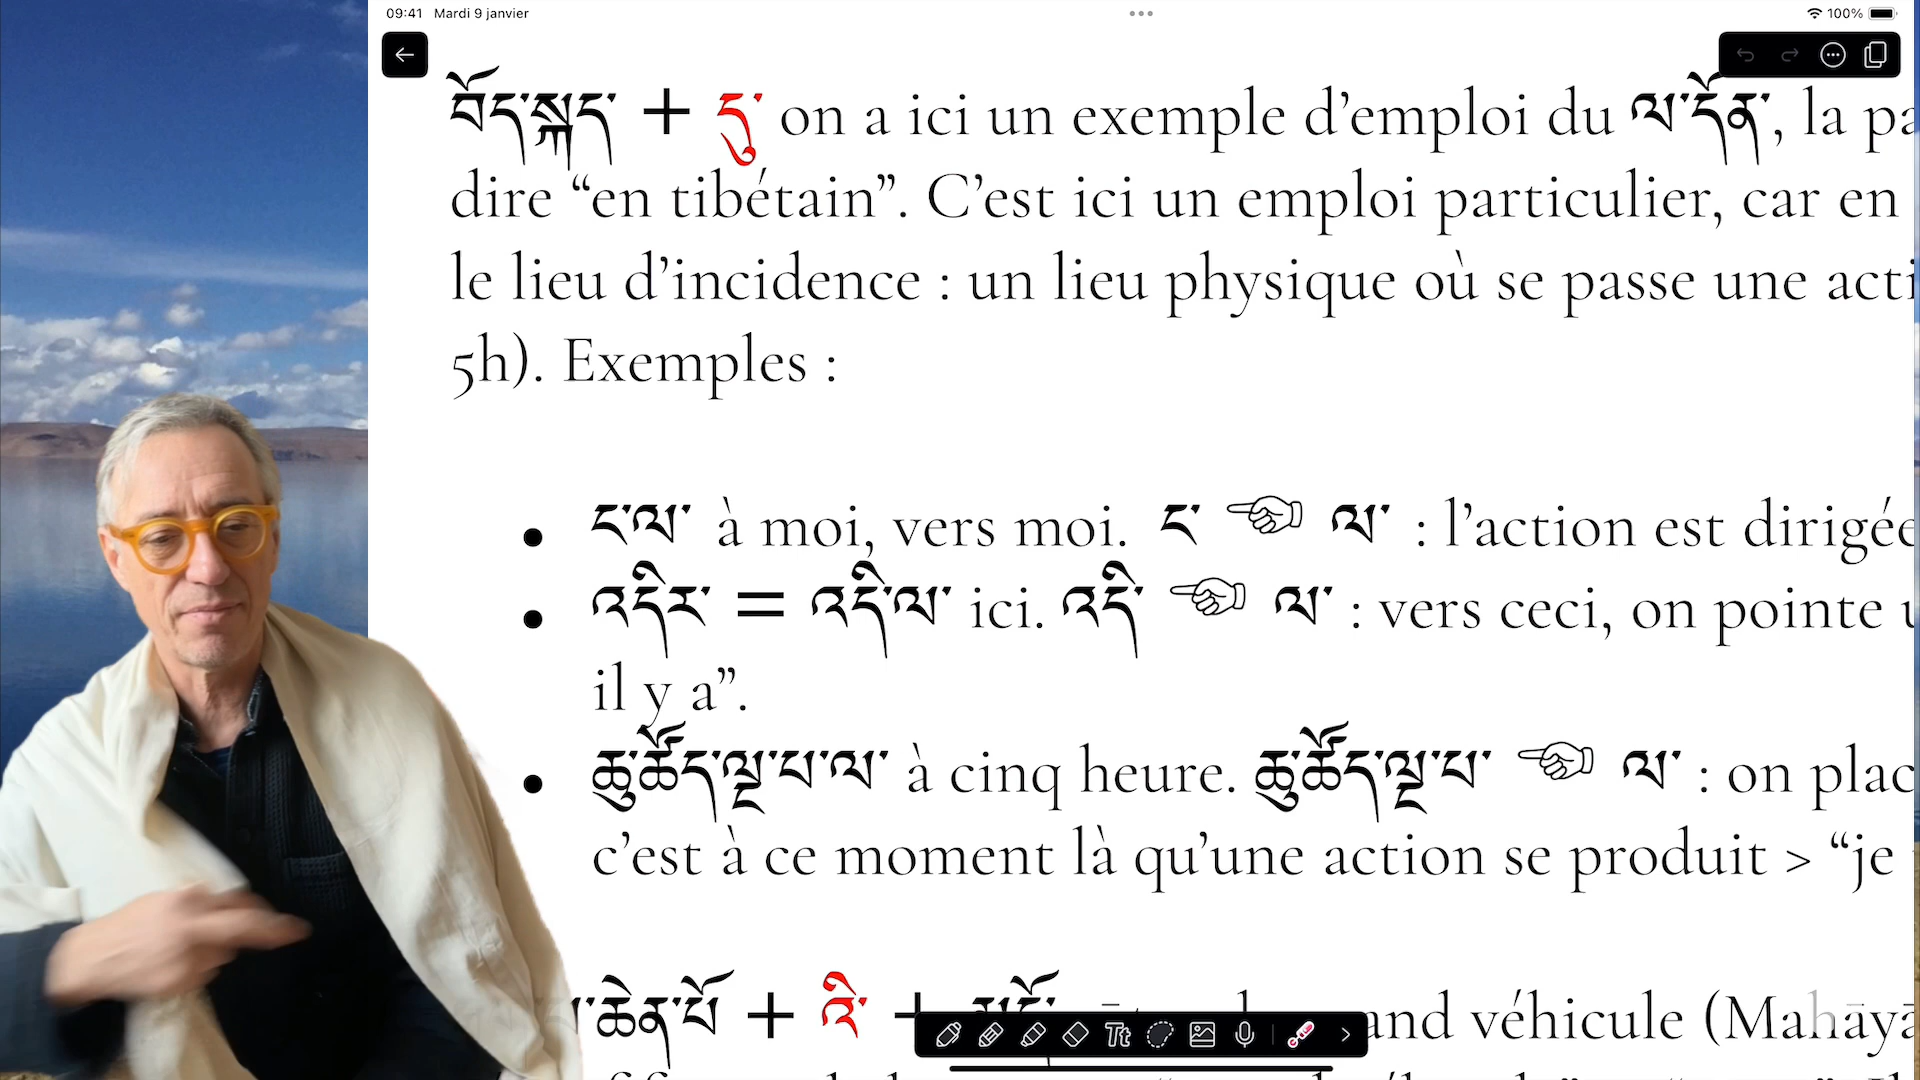 09:41 Mardi 9 janvier
100%
བོད་སྐད་ + དུ་ on a ici un exemple d’emploi du ལ་དོན་, la pa
dire “en tibétain”. C’est ici un emploi particulier, car en
le lieu d’incidence : un lieu physique où se passe une acti
5h). Exemples :
• ང་ལ་ à moi, vers moi. ང་ ལ་ : l’action est dirigée
• འདིར་ = འདི་ལ་ ici. འདི་ ལ་ : vers ceci, on pointe u
il y a”.
• ཆུ་ཚོད་ལྔ་པ་ལ་ à cinq heure. ཆུ་ཚོད་ལྔ་པ་ ལ་ : on plac
c’est à ce moment là qu’une action se produit > “je
ཆེན་པོ་ + འི་ + མདོ་ and véhicule (Mahāyā
Tt